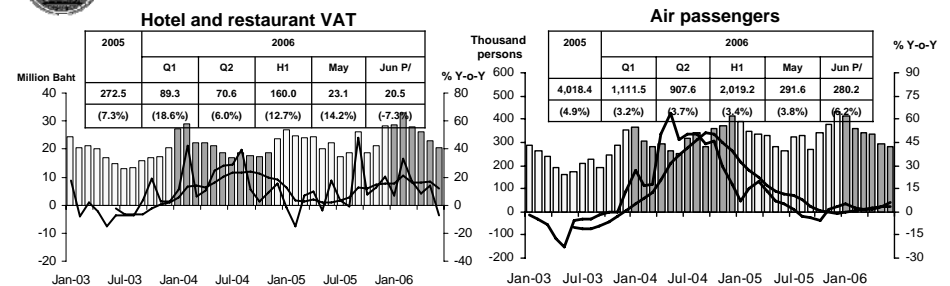 Hotel and restaurant VAT
2005 2006
Q1 Q2 H1 May Jun P/
272.5 89.3 70.6 160.0 23.1 20.5
(7.3%) (18.6%) (6.0%) (12.7%) (14.2%) (-7.3%)
Million Baht
% Y-o-Y
40
30
20
10
0
-10
-20
80
60
40
20
0
-20
-40
Jan-03 Jul-03 Jan-04 Jul-04 Jan-05 Jul-05 Jan-06
Air passengers
Thousand
persons
2005 2006
Q1 Q2 H1 May Jun P/
4,018.4 1,111.5 907.6 2,019.2 291.6 280.2
(4.9%) (3.2%) (3.7%) (3.4%) (3.8%) (6.2%)
% Y-o-Y
600
500
400
300
200
100
0
-100
-200
90
75
60
45
30
15
0
-15
-30
Jan-03 Jul-03 Jan-04 Jul-04 Jan-05 Jul-05 Jan-06